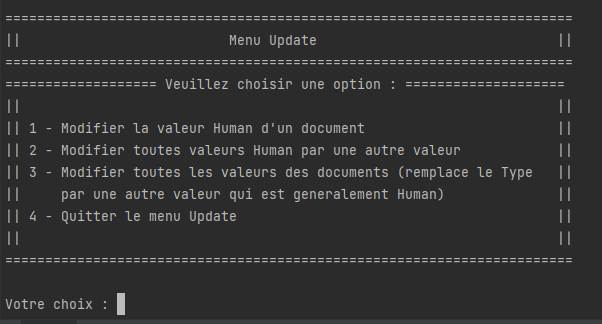 =======================================================================
||                          Menu Update                              ||
=======================================================================
=================== Veuillez choisir une option : ====================
||                                                                   ||
|| 1 - Modifier la valeur Human d'un document                        ||
|| 2 - Modifier toutes valeurs Human par une autre valeur            ||
|| 3 - Modifier toutes les valeurs des documents (remplace le Type   ||
||     par une autre valeur qui est generalement Human)              ||
|| 4 - Quitter le menu Update                                        ||
||                                                                   ||
=======================================================================
Votre choix :